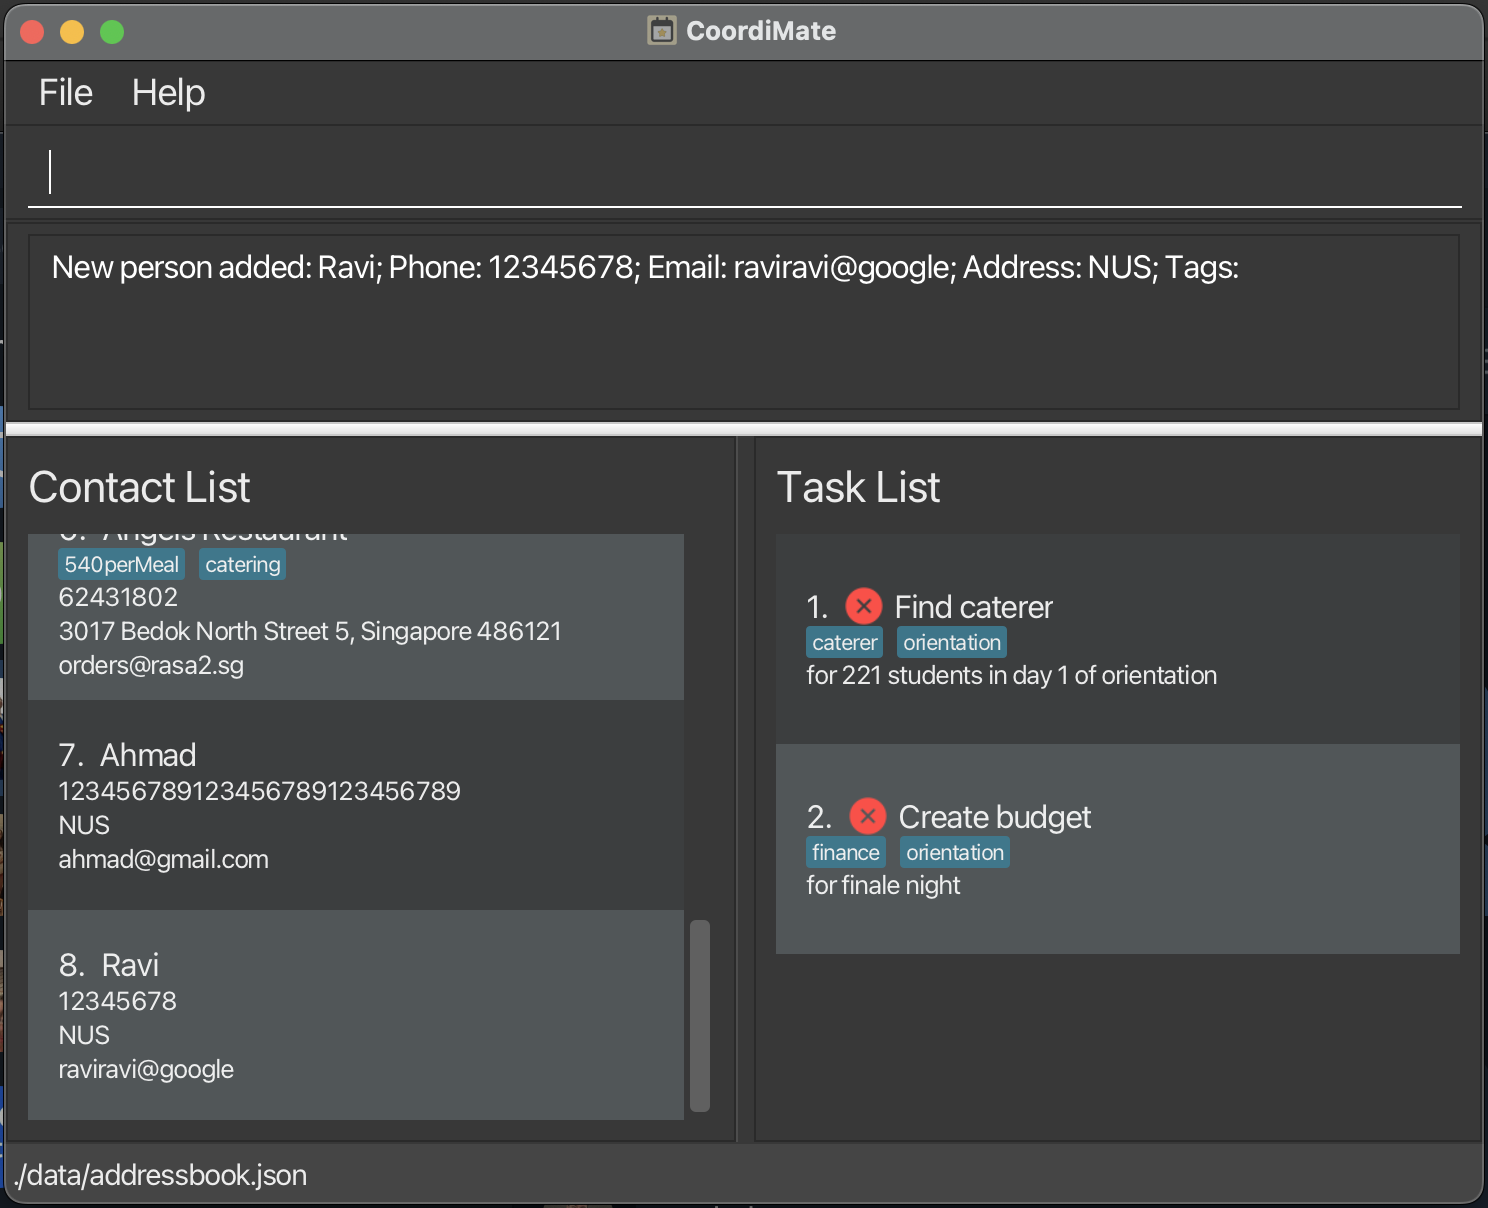 CoordiMate
File Help
New person added: Ravi; Phone: 12345678; Email: raviravi@google; Address: NUS; Tags:
Contact List
6. Angels Restaurant
540perMeal catering
62431802
3017 Bedok North Street 5, Singapore 486121
orders@rasa2.sg
7. Ahmad
123456789123456789123456789
NUS
ahmad@gmail.com
8. Ravi
12345678
NUS
raviravi@google
Task List
1. Find caterer
caterer orientation
for 221 students in day 1 of orientation
2. Create budget
finance orientation
for finale night
./data/addressbook.json